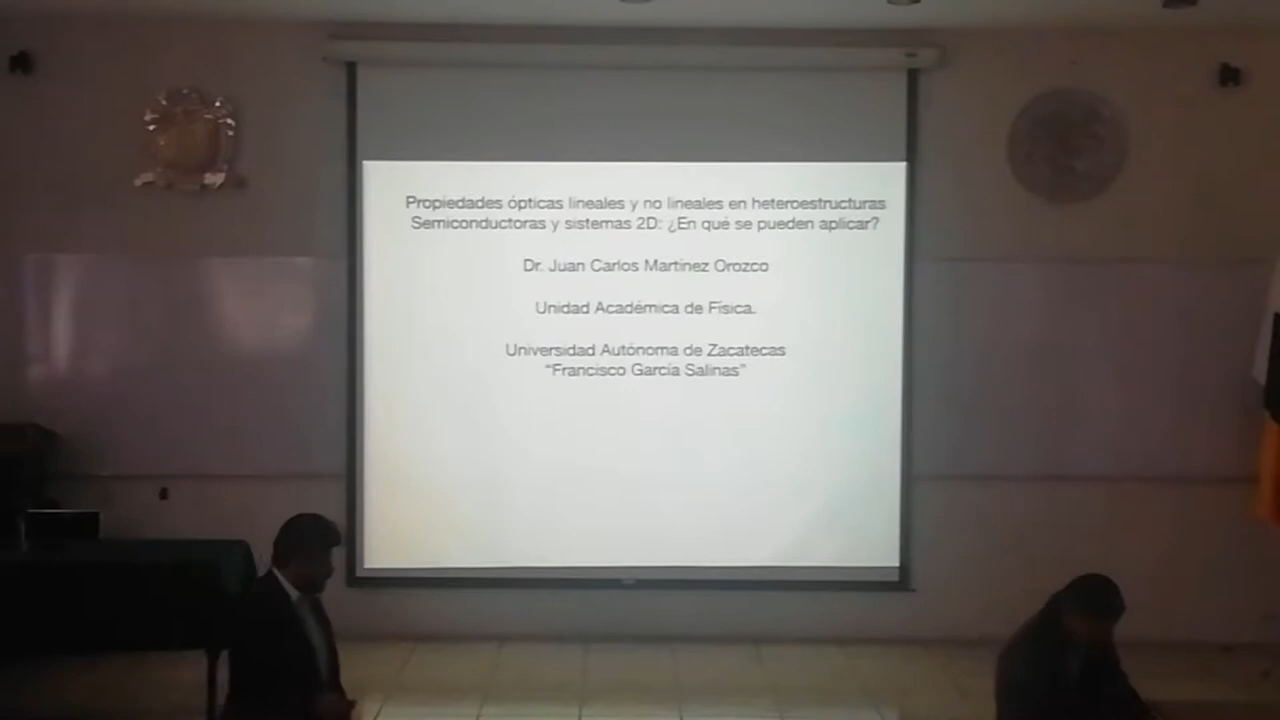 Propiedades ópticas lineales y no lineales en heteroestructuras
Semiconductoras y sistemas 2D: ¿En qué se pueden aplicar?
Dr. Juan Carlos Martínez Orozco
Unidad Académica de Física.
Universidad Autónoma de Zacatecas
“Francisco García Salinas”